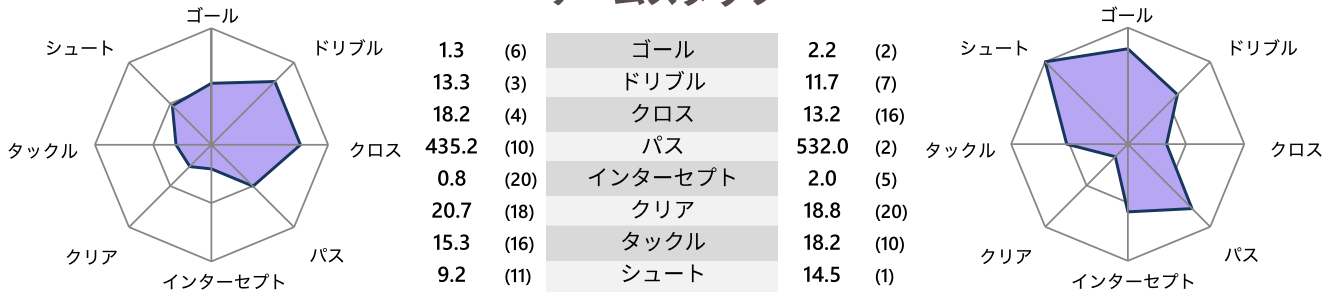 ゴール
シュート
ドリブル
タックル
クロス
クリア
パス
インターセプト
1.3 (6) ゴール 2.2 (2)
13.3 (3) ドリブル 11.7 (7)
18.2 (4) クロス 13.2 (16)
435.2 (10) パス 532.0 (2)
0.8 (20) インターセプト 2.0 (5)
20.7 (18) クリア 18.8 (20)
15.3 (16) タックル 18.2 (10)
9.2 (11) シュート 14.5 (1)
ゴール
シュート
ドリブル
タックル
クロス
クリア
パス
インターセプト